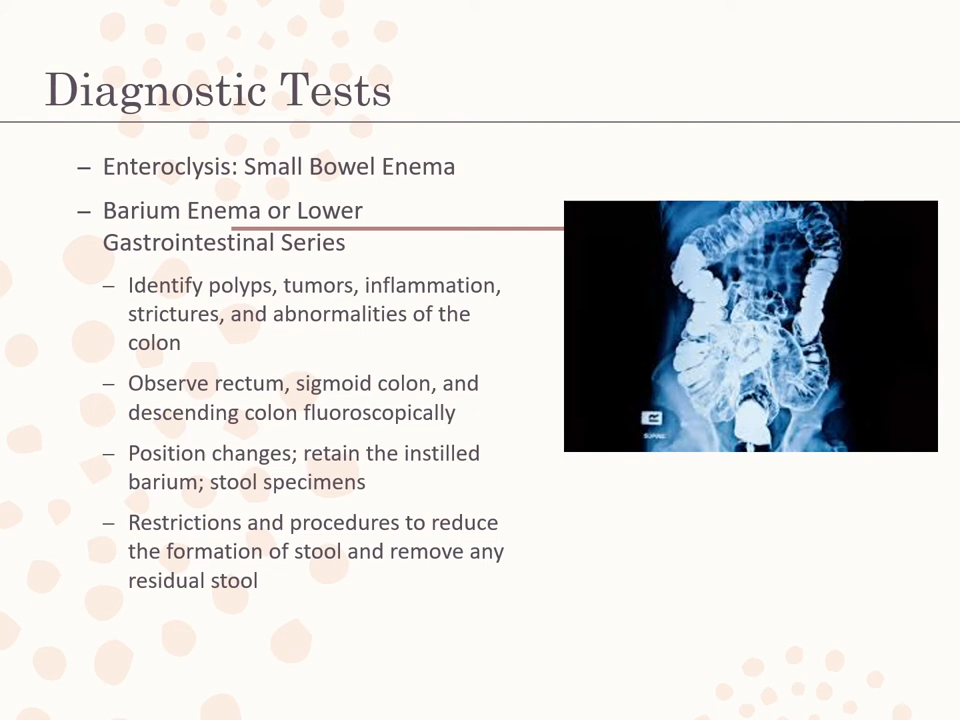 Diagnostic Tests
– Enteroclysis: Small Bowel Enema
– Barium Enema or Lower
Gastrointestinal Series
– Identify polyps, tumors, inflammation,
strictures, and abnormalities of the
colon
– Observe rectum, sigmoid colon, and
descending colon fluoroscopically
– Position changes; retain the instilled
barium; stool specimens
– Restrictions and procedures to reduce
the formation of stool and remove any
residual stool
SUPINE